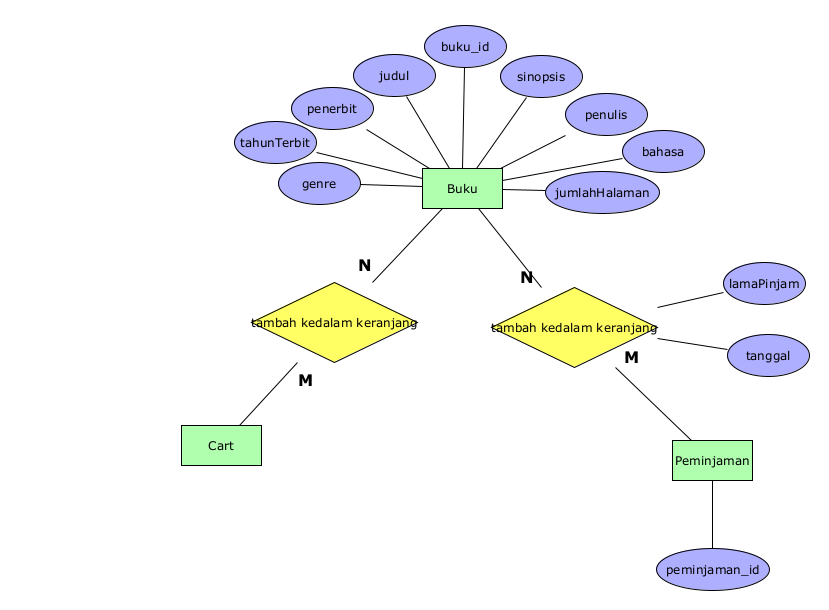 buku_id
judul
sinopsis
penerbit
penulis
tahunTerbit
bahasa
genre
Buku
jumlahHalaman
N
N
lamaPinjam
tambah kedalam keranjang
tambah kedalam keranjang
M
tanggal
M
Cart
Peminjaman
peminjaman_id